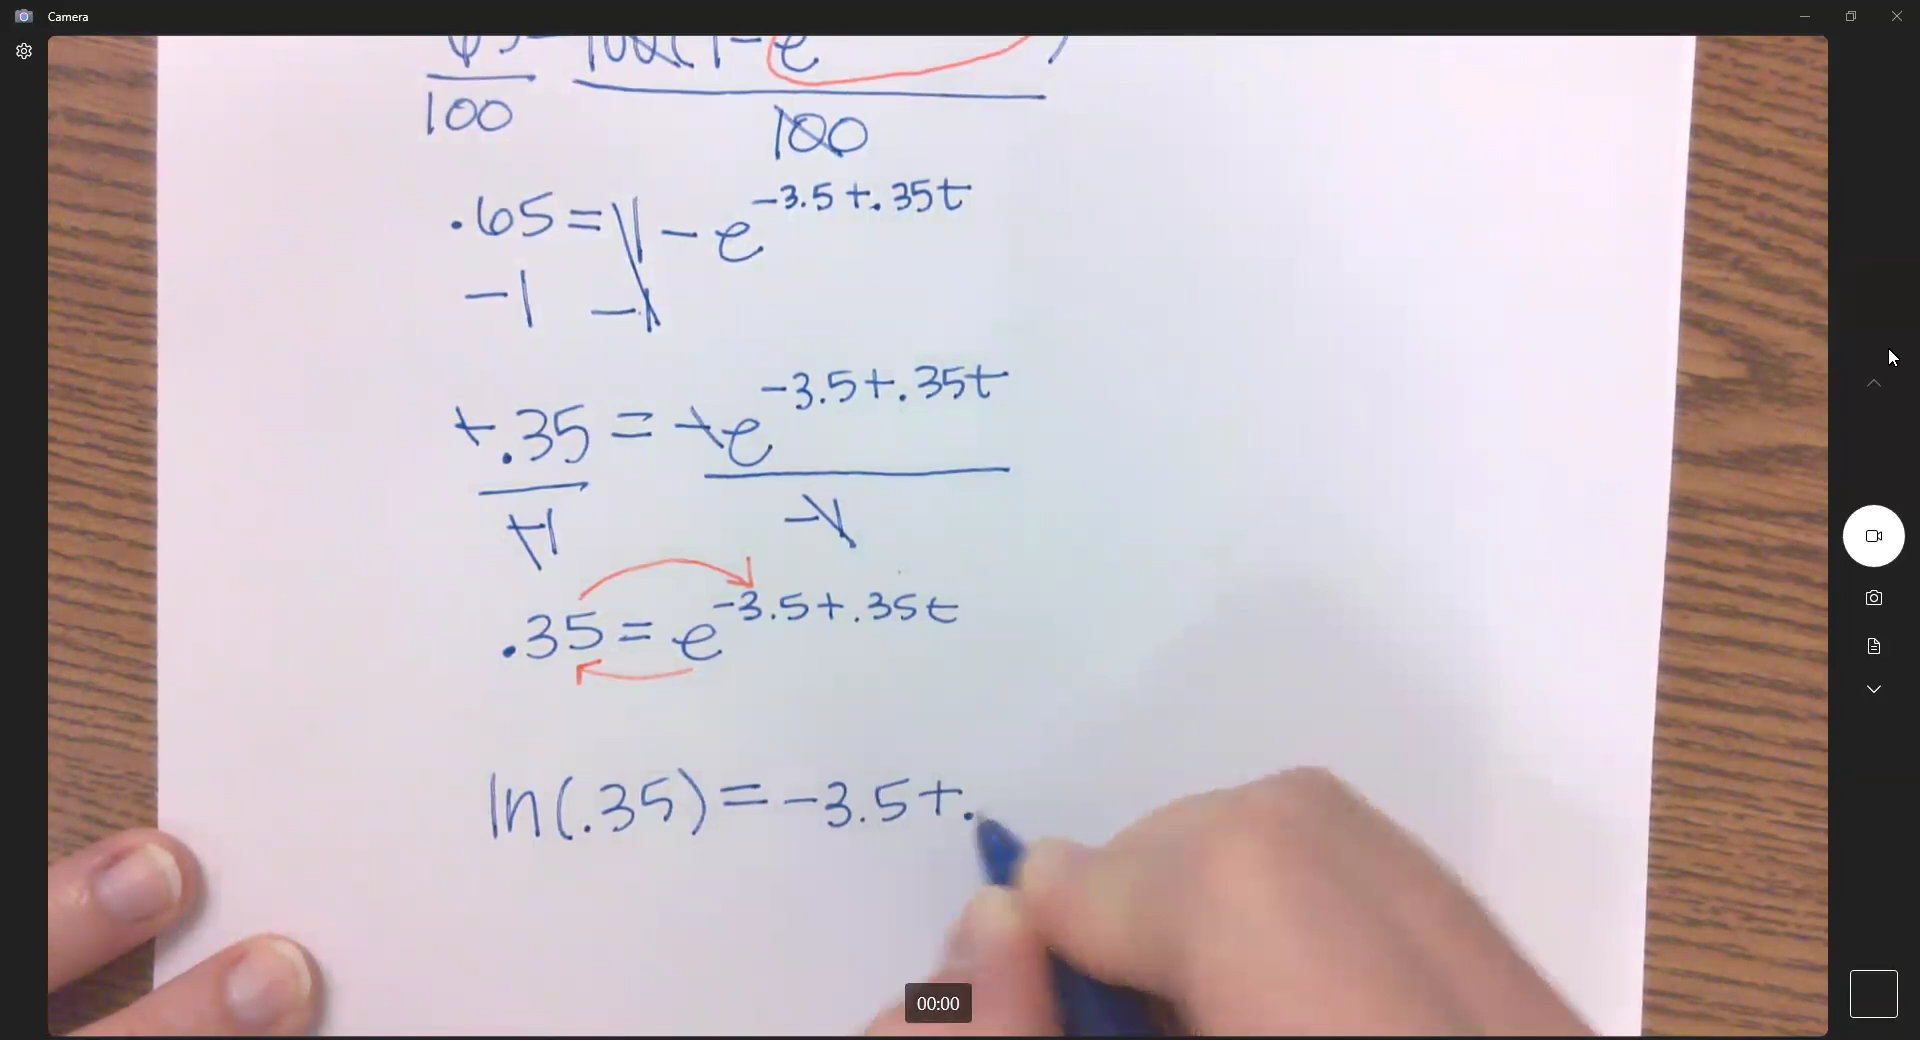 Camera
100 100
.65 = 1 - e^-3.5+.35t
-1 -1
+.35 = -e^-3.5+.35t
-1 -1
.35 = e^-3.5+.35t
ln(.35) = -3.5+.
00:00